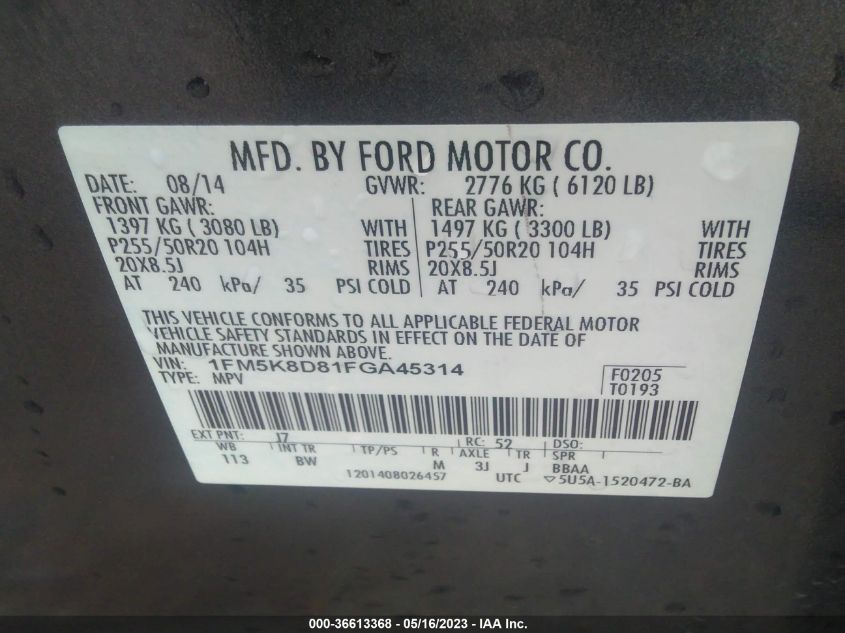 MFD. BY FORD MOTOR CO.
DATE: 08/14 GVWR: 2776 KG ( 6120 LB)
FRONT GAWR: REAR GAWR:
1397 KG ( 3080 LB) WITH 1497 KG ( 3300 LB) WITH
P255/50R20 104H TIRES P255/50R20 104H TIRES
20X8.5J RIMS 20X8.5J RIMS
AT 240 kPa/ 35 PSI COLD AT 240 kPa/ 35 PSI COLD
THIS VEHICLE CONFORMS TO ALL APPLICABLE FEDERAL MOTOR
VEHICLE SAFETY STANDARDS IN EFFECT ON THE DATE OF
MANUFACTURE SHOWN ABOVE.
VIN: 1FM5K8D81FGA45314 F0205
TYPE: MPV T0193
EXT PNT: J7 RC: 52 DSO:
WB INT TR TP/PS R AXLE TR SPR
113 BW M 3J J BBAA
1201408026457 UTC ▽5U5A-1520472-BA
000-36613368 - 05/16/2023 - IAA Inc.